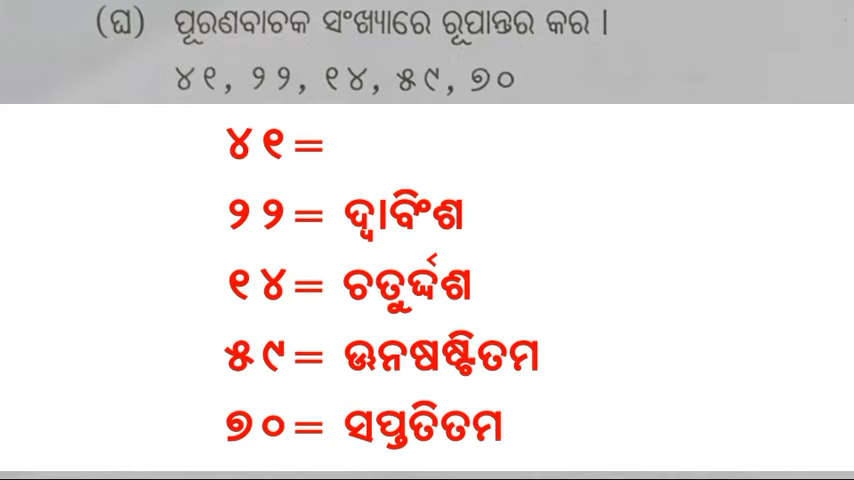 (ଘ) ପୂରଣବାଚକ ସଂଖ୍ୟାରେ ରୂପାନ୍ତର କର ।
୪୧, ୨୨, ୧୪, ୫୯, ୭୦
୪୧=
୨୨= ଦ୍ୱାବିଂଶ
୧୪= ଚତୁର୍ଦ୍ଦଶ
୫୯= ଊନଷଷ୍ଟିତମ
୭୦= ସପ୍ତତିତମ